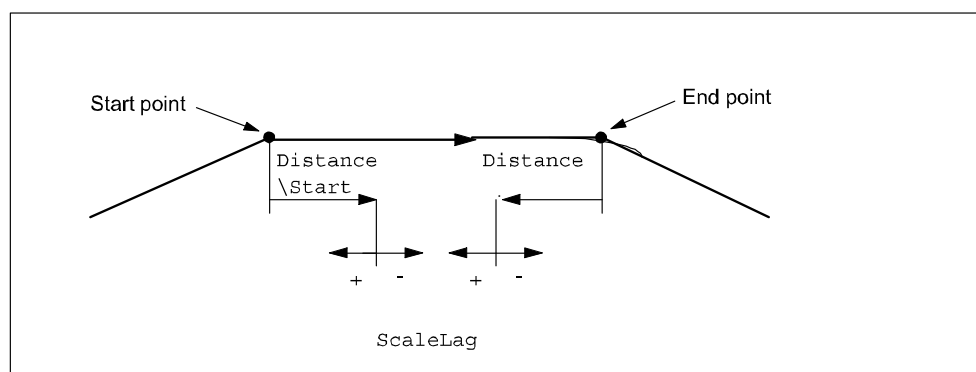 Start point
End point
Distance
\Start
Distance
+ -
+ -
ScaleLag